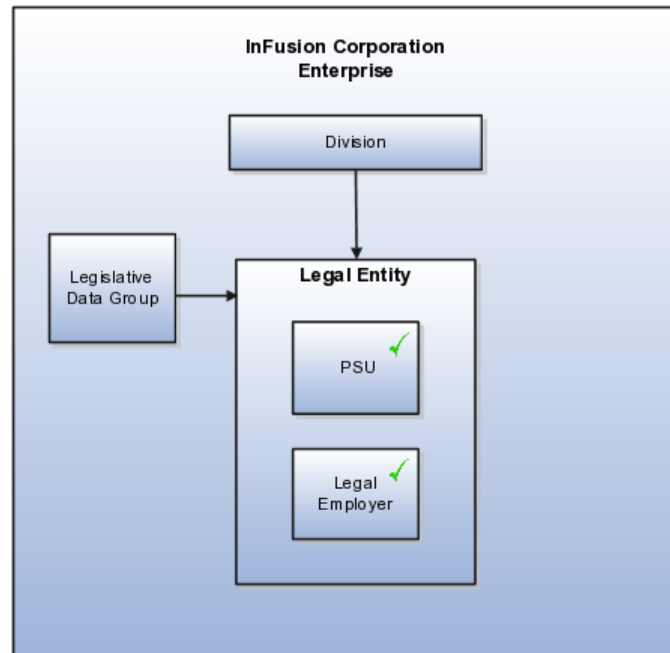 InFusion Corporation
Enterprise
Division
Legislative
Data Group
Legal Entity
PSU
Legal
Employer